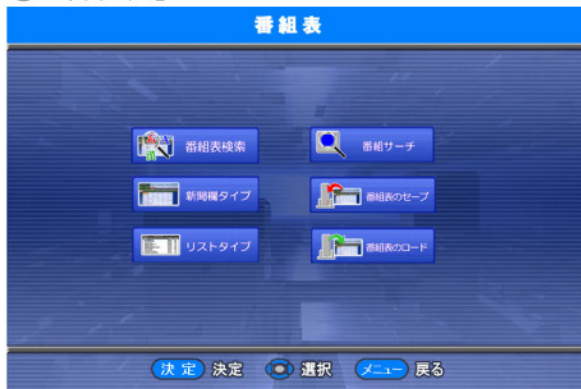 番組表
番組表検索
番組サーチ
新聞欄タイプ
番組表のセーブ
リストタイプ
番組表のロード
決定 決定 選択 メニュー 戻る